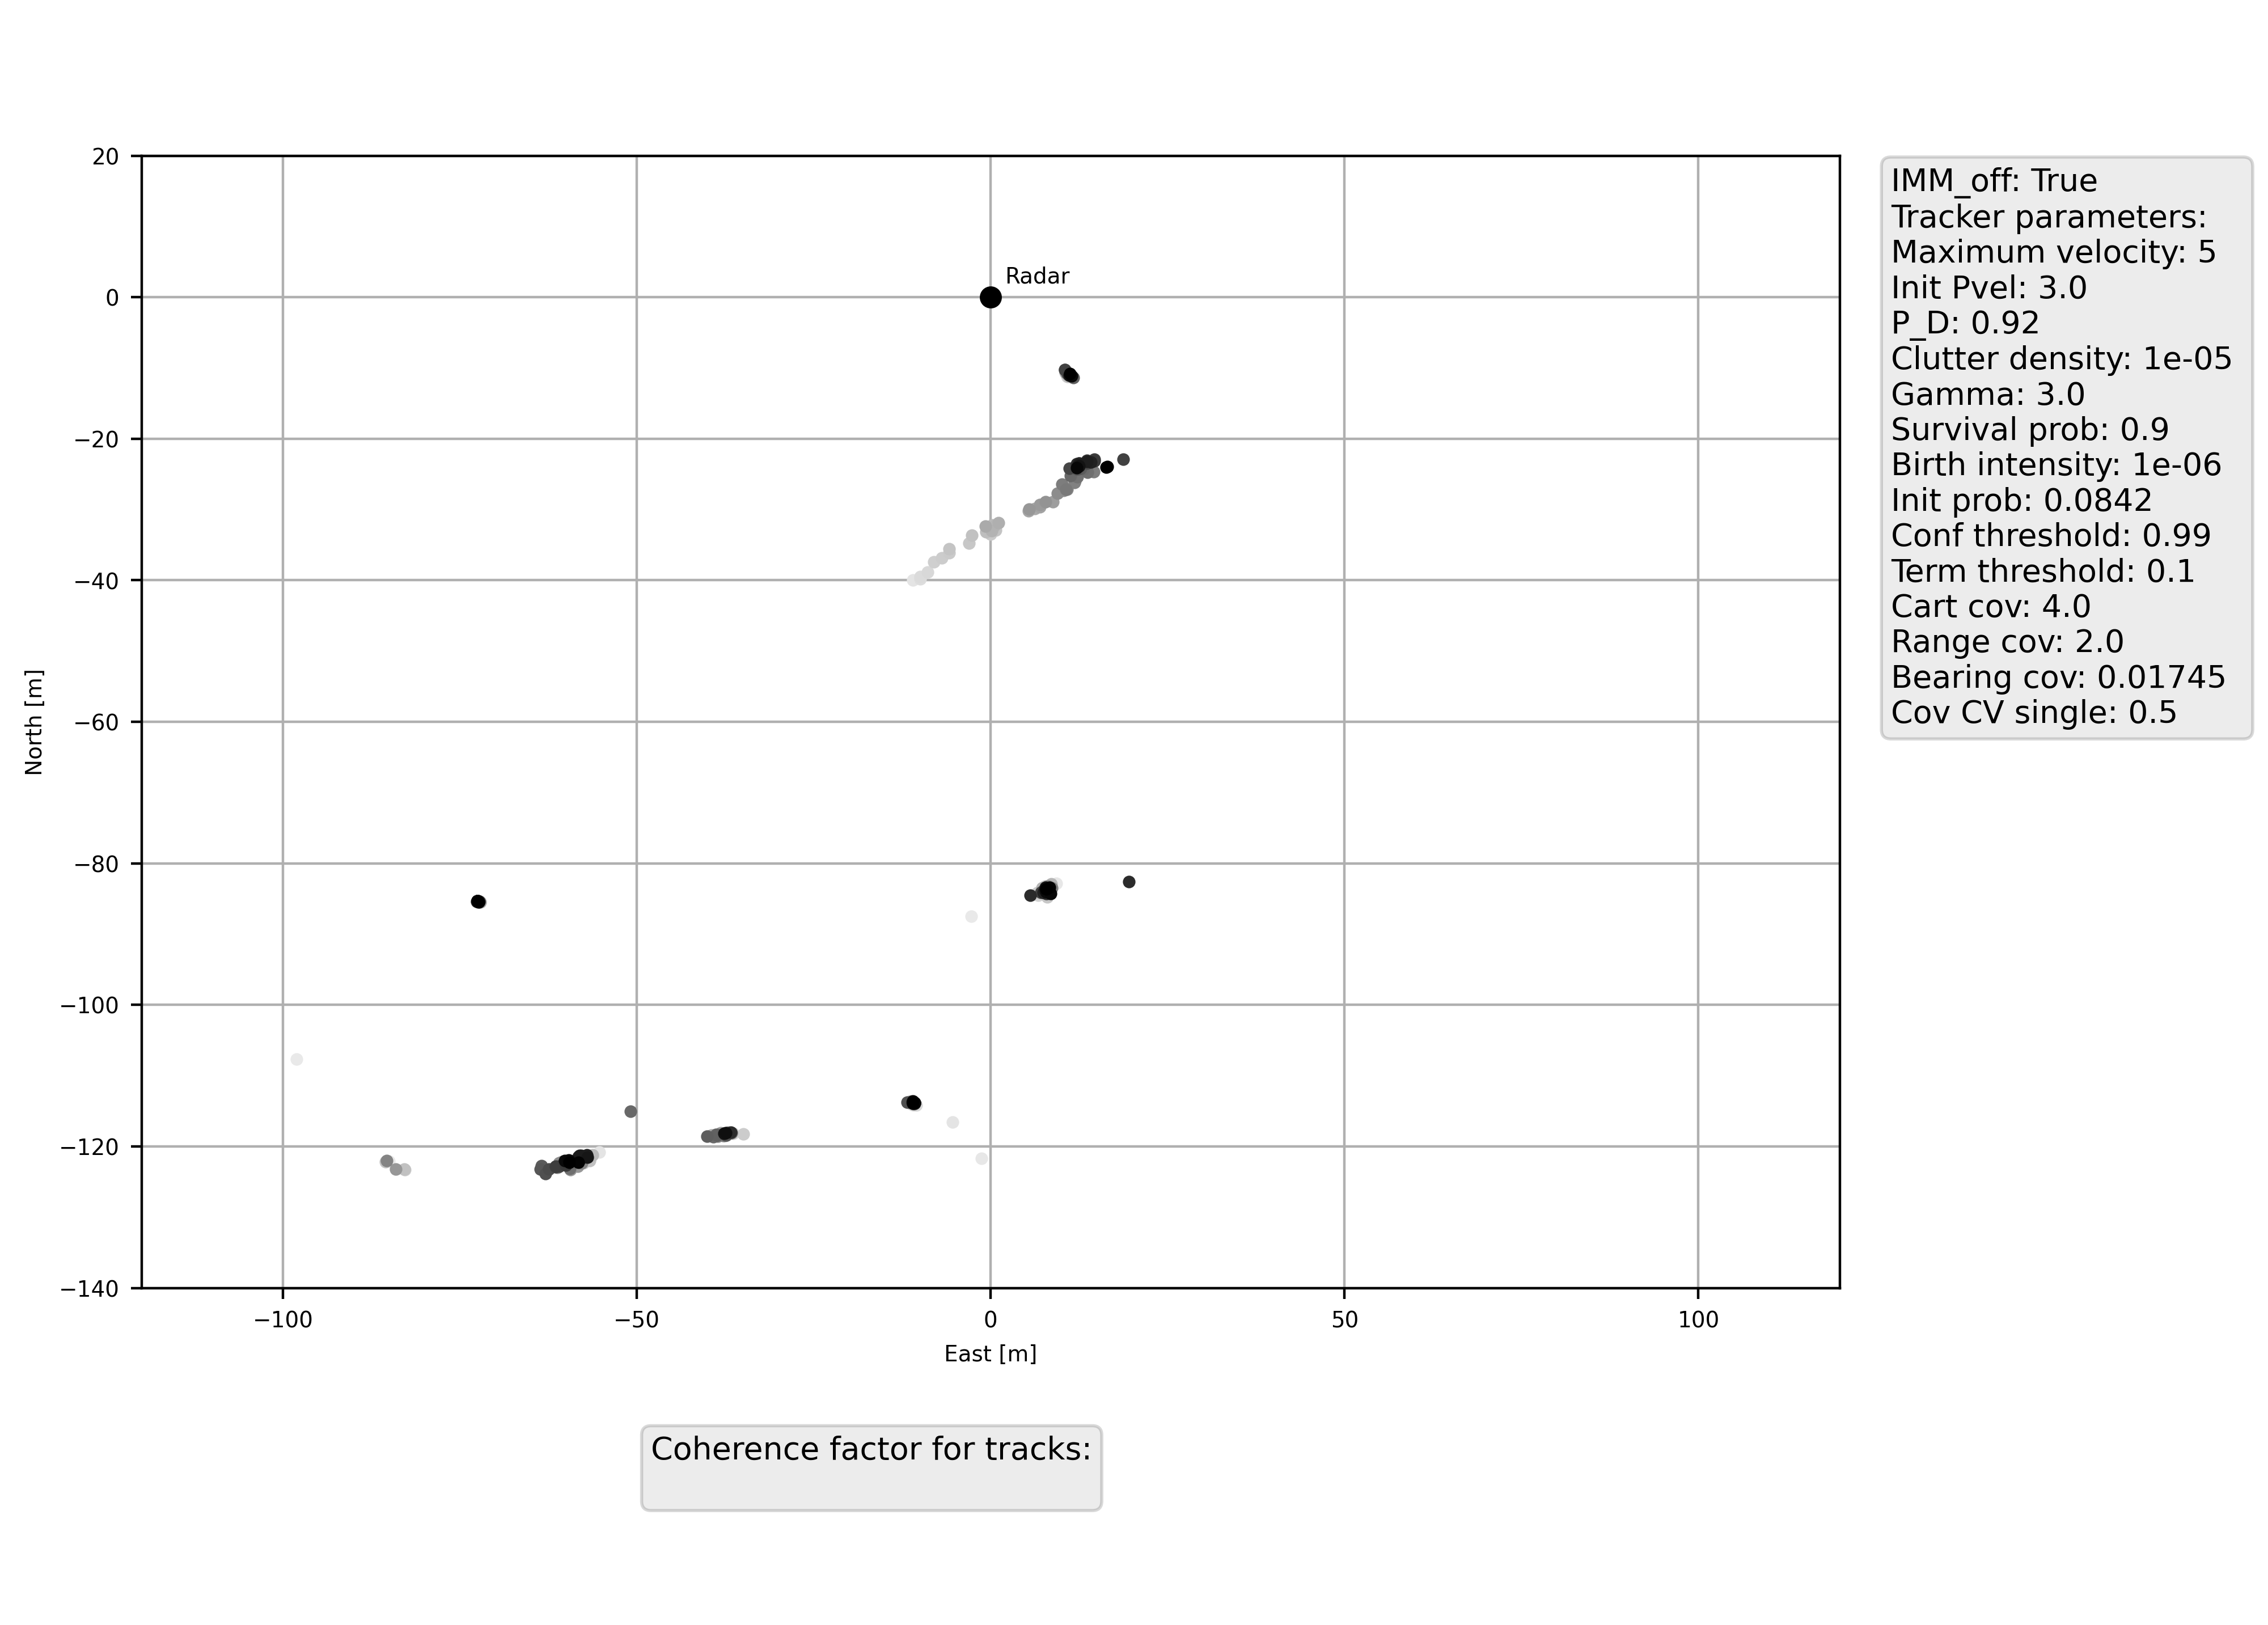 20
0
−20
−40
−60
−80
−100
−120
−140
−100
−50
0
50
100
North [m]
East [m]
Radar
IMM_off: True
Tracker parameters:
Maximum velocity: 5
Init Pvel: 3.0
P_D: 0.92
Clutter density: 1e-05
Gamma: 3.0
Survival prob: 0.9
Birth intensity: 1e-06
Init prob: 0.0842
Conf threshold: 0.99
Term threshold: 0.1
Cart cov: 4.0
Range cov: 2.0
Bearing cov: 0.01745
Cov CV single: 0.5
Coherence factor for tracks: